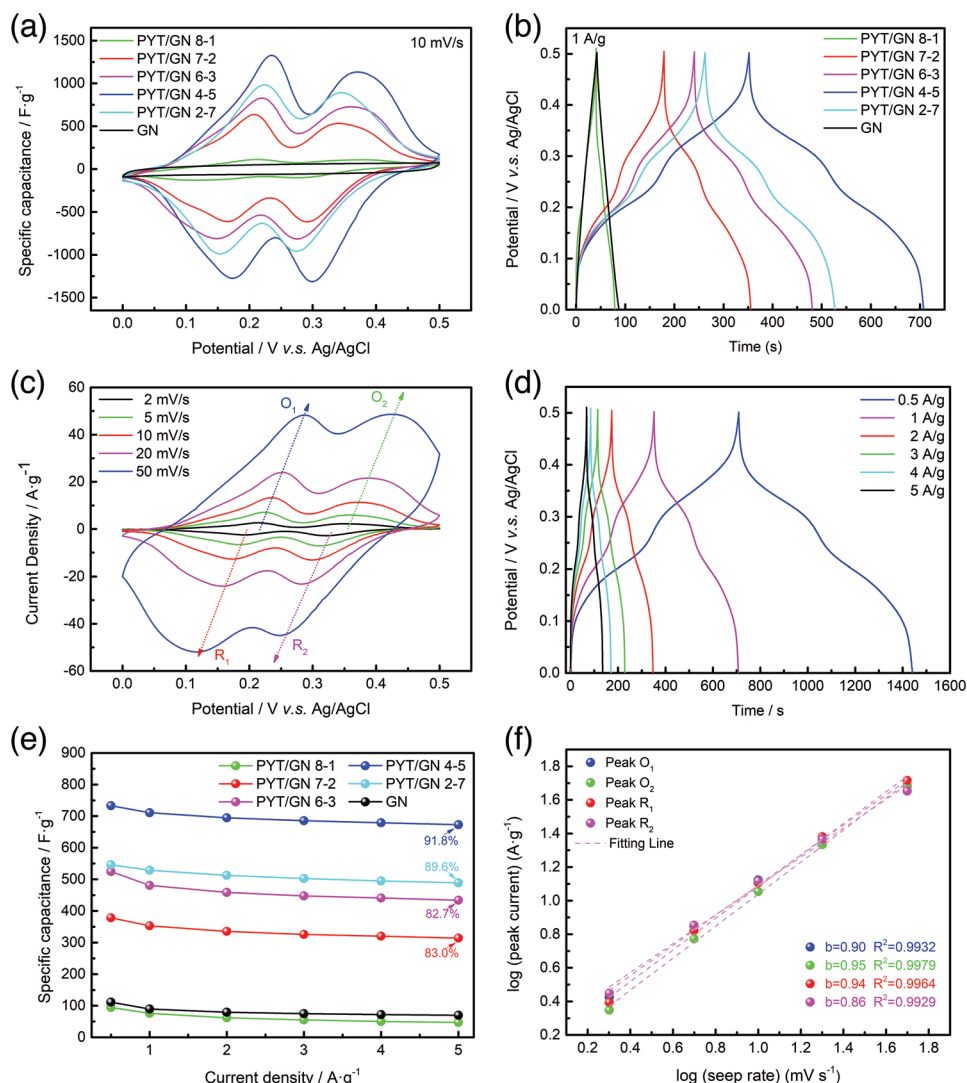 (a)
1500
1000
500
0
-500
-1000
-1500
Specific capacitance / F·g⁻¹
PYT/GN 8-1
PYT/GN 7-2
PYT/GN 6-3
PYT/GN 4-5
PYT/GN 2-7
GN
10 mV/s
0.0 0.1 0.2 0.3 0.4 0.5
Potential / V v.s. Ag/AgCl
(b)
0.5
0.4
0.3
0.2
0.1
0.0
Potential / V v.s. Ag/AgCl
1 A/g
PYT/GN 8-1
PYT/GN 7-2
PYT/GN 6-3
PYT/GN 4-5
PYT/GN 2-7
GN
0 100 200 300 400 500 600 700
Time (s)
(c)
60
40
20
0
-20
-40
-60
Current Density / A·g⁻¹
2 mV/s
5 mV/s
10 mV/s
20 mV/s
50 mV/s
O₁
O₂
R₁
R₂
0.0 0.1 0.2 0.3 0.4 0.5
Potential / V v.s. Ag/AgCl
(d)
0.5
0.4
0.3
0.2
0.1
0.0
Potential / V v.s. Ag/AgCl
0.5 A/g
1 A/g
2 A/g
3 A/g
4 A/g
5 A/g
0 200 400 600 800 1000 1200 1400 1600
Time / s
(e)
900
800
700
600
500
400
300
200
100
0
Specific capacitance / F·g⁻¹
PYT/GN 8-1 PYT/GN 4-5
PYT/GN 7-2 PYT/GN 2-7
PYT/GN 6-3 GN
91.8%
89.6%
82.7%
83.0%
1 2 3 4 5
Current density / A·g⁻¹
(f)
1.8
1.6
1.4
1.2
1.0
0.8
0.6
0.4
0.2
log (peak current) (A·g⁻¹)
Peak O₁
Peak O₂
Peak R₁
Peak R₂
Fitting Line
b=0.90 R²=0.9932
b=0.95 R²=0.9979
b=0.94 R²=0.9964
b=0.86 R²=0.9929
0.2 0.4 0.6 0.8 1.0 1.2 1.4 1.6 1.8
log (seep rate) (mV s⁻¹)